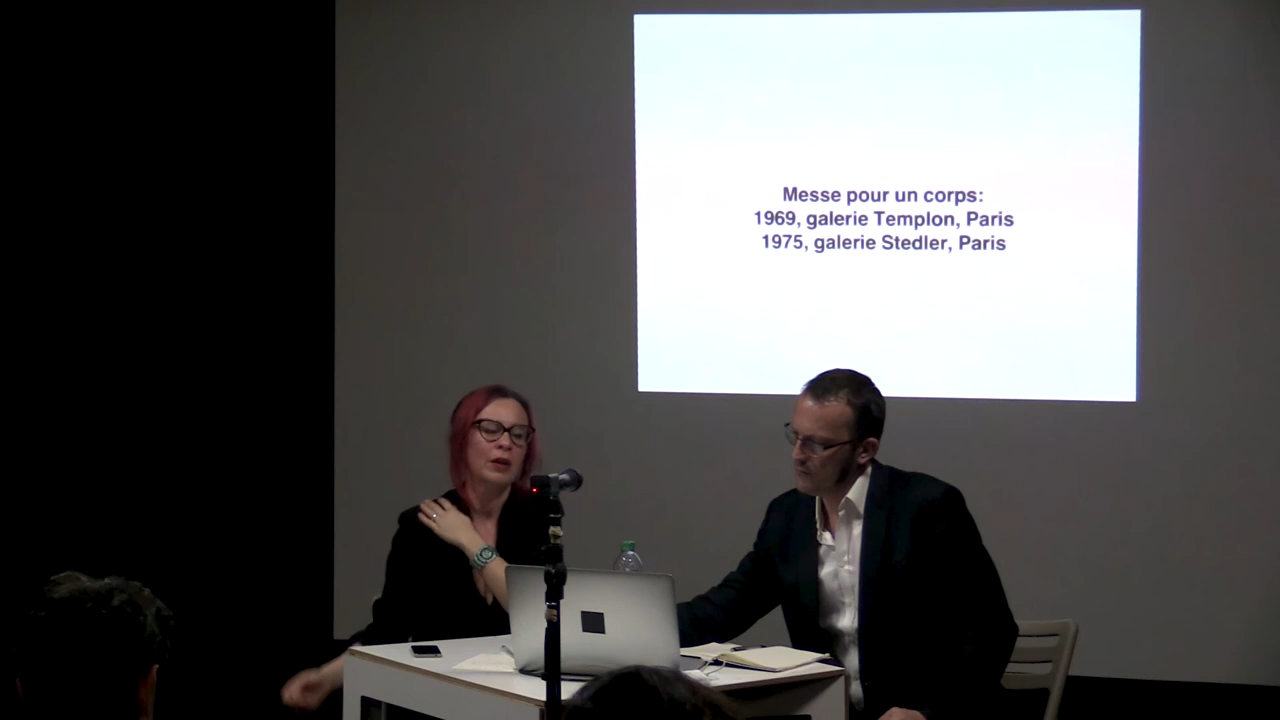 Messe pour un corps:
1969, galerie Templon, Paris
1975, galerie Stedler, Paris